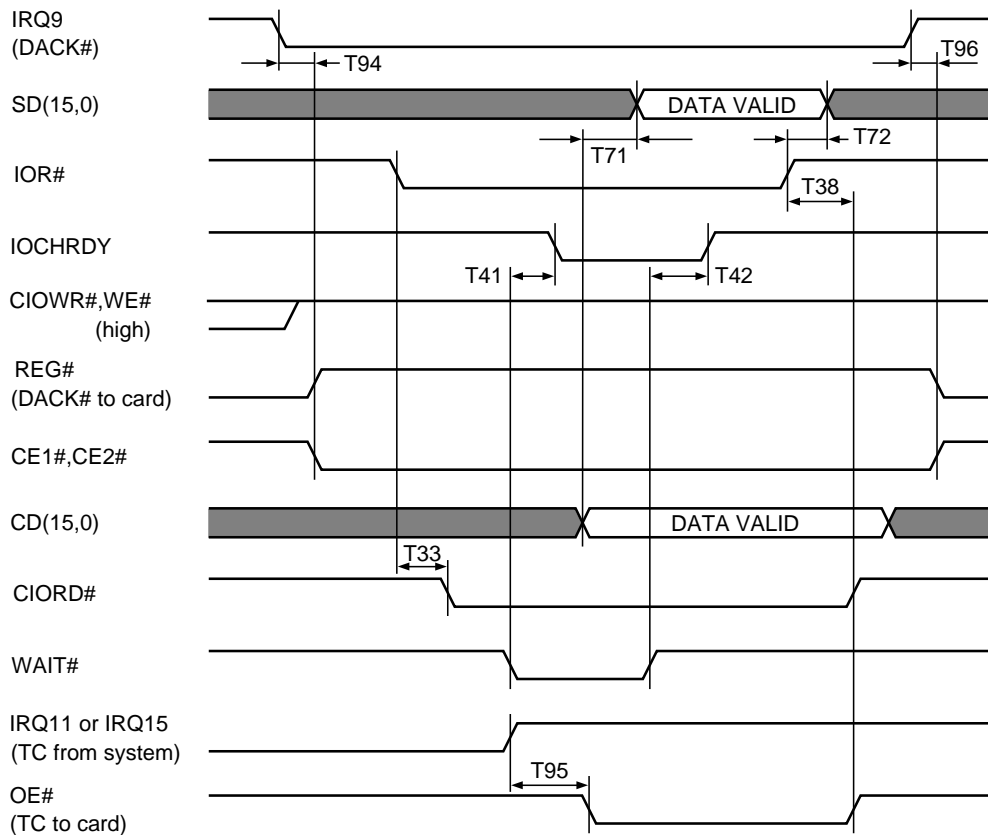 IRQ9
(DACK#)
T94
T96
SD(15,0)
DATA VALID
T71
T72
IOR#
T38
IOCHRDY
T41
T42
CIOWR#,WE#
(high)
REG#
(DACK# to card)
CE1#,CE2#
CD(15,0)
DATA VALID
T33
CIORD#
WAIT#
IRQ11 or IRQ15
(TC from system)
T95
OE#
(TC to card)